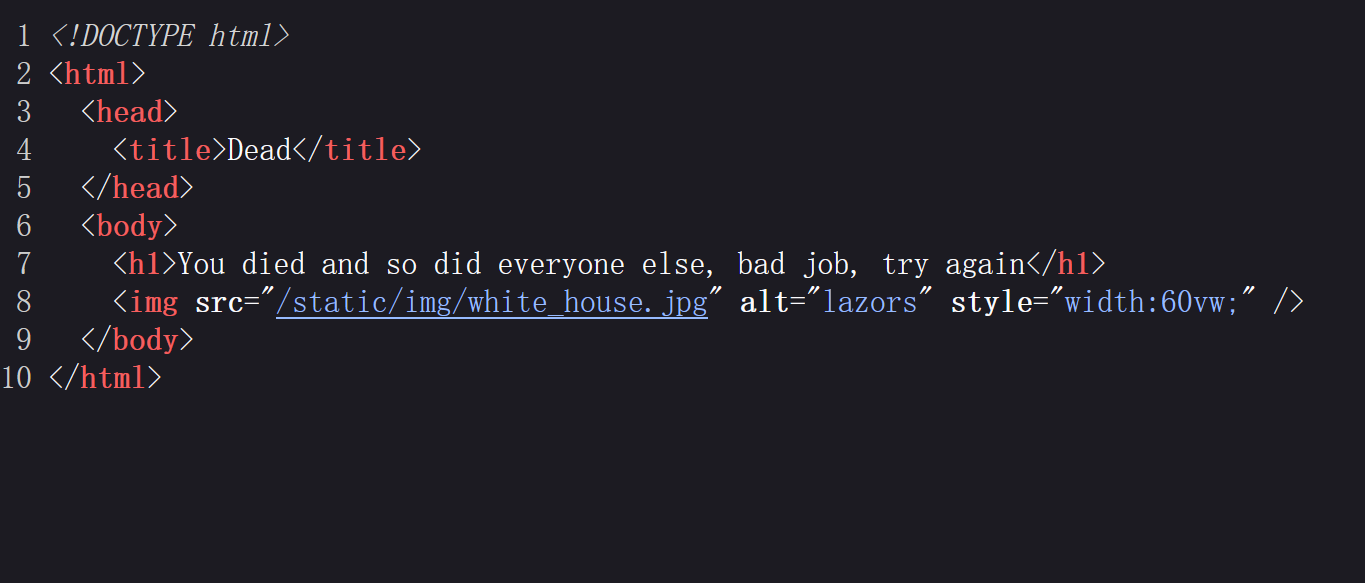 1 <!DOCTYPE html>
2 <html>
3   <head>
4     <title>Dead</title>
5   </head>
6   <body>
7     <h1>You died and so did everyone else, bad job, try again</h1>
8     <img src="/static/img/white_house.jpg" alt="lazors" style="width:60vw;" />
9   </body>
10 </html>